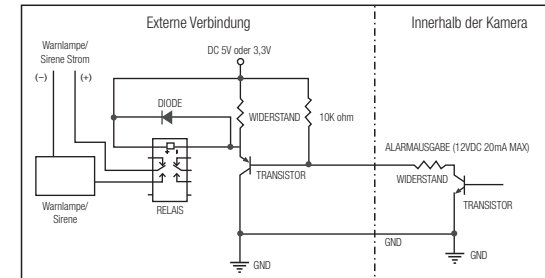 Externe Verbindung
Innerhalb der Kamera
Warnlampe/
Sirene Strom
(−)
(+)
DC 5V oder 3,3V
DIODE
WIDERSTAND
10K ohm
RELAIS
TRANSISTOR
ALARMAUSGABE (12VDC 20mA MAX)
WIDERSTAND
TRANSISTOR
Warnlampe/
Sirene
GND
GND
GND